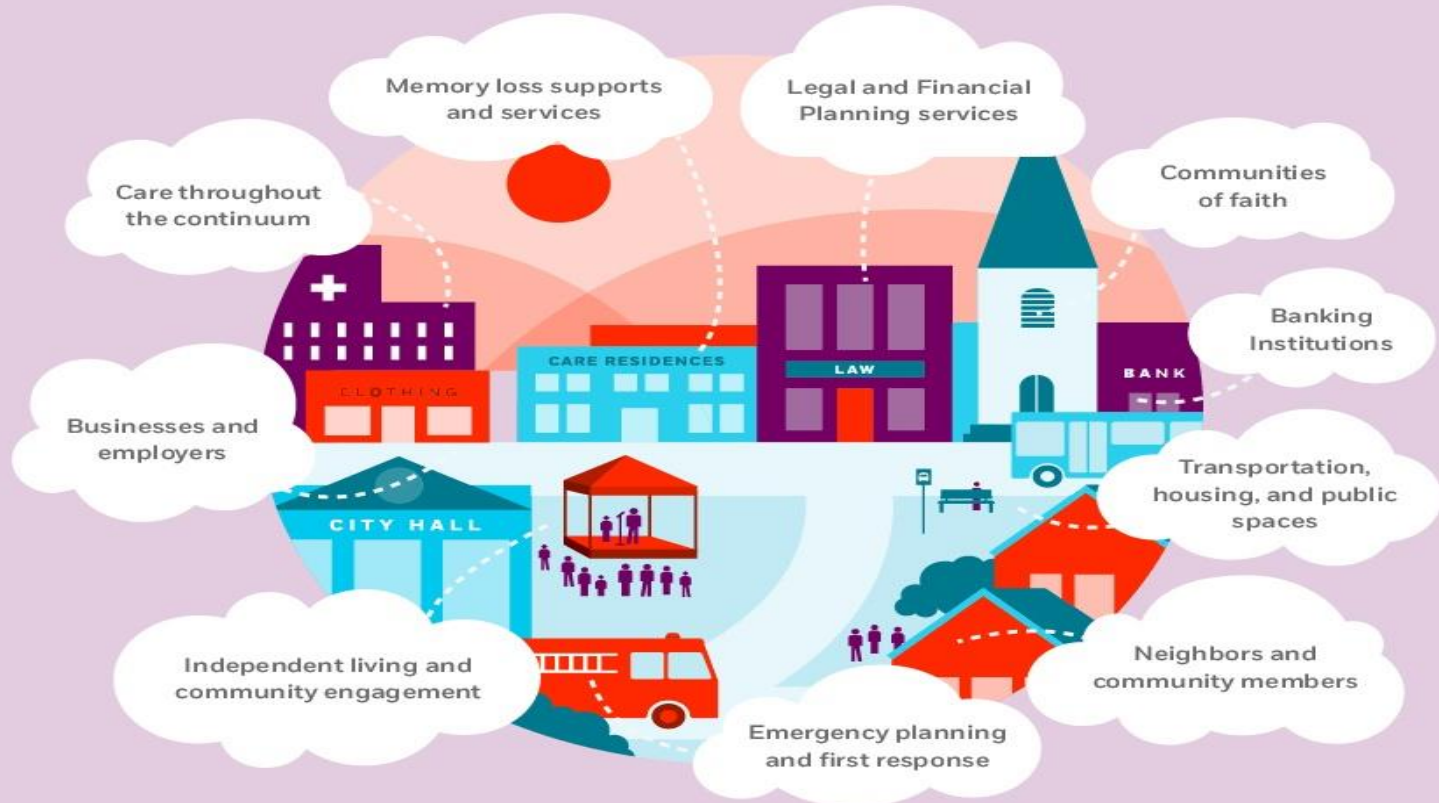 Memory loss supports
and services
Legal and Financial
Planning services
Care throughout
the continuum
Communities
of faith
Banking
Institutions
CARE RESIDENCES
LAW
BANK
CLOTHING
Businesses and
employers
Transportation,
housing, and public
spaces
CITY HALL
Independent living and
community engagement
Neighbors and
community members
Emergency planning
and first response